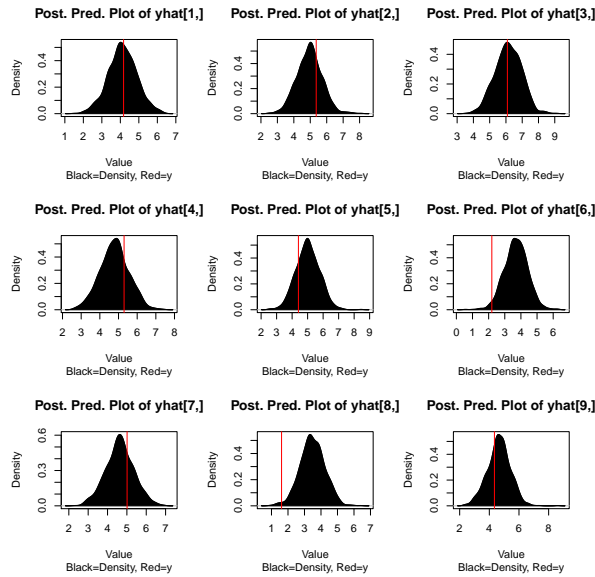 Post. Pred. Plot of yhat[1,]
Density
0.0 0.2 0.4
1 2 3 4 5 6 7
Value
Black=Density, Red=y
Post. Pred. Plot of yhat[2,]
Density
0.0 0.2 0.4
2 3 4 5 6 7 8
Value
Black=Density, Red=y
Post. Pred. Plot of yhat[3,]
Density
0.0 0.2 0.4
3 4 5 6 7 8 9
Value
Black=Density, Red=y
Post. Pred. Plot of yhat[4,]
Density
0.0 0.2 0.4
2 3 4 5 6 7 8
Value
Black=Density, Red=y
Post. Pred. Plot of yhat[5,]
Density
0.0 0.2 0.4
2 3 4 5 6 7 8 9
Value
Black=Density, Red=y
Post. Pred. Plot of yhat[6,]
Density
0.0 0.2 0.4
0 1 2 3 4 5 6
Value
Black=Density, Red=y
Post. Pred. Plot of yhat[7,]
Density
0.0 0.3 0.6
2 3 4 5 6 7
Value
Black=Density, Red=y
Post. Pred. Plot of yhat[8,]
Density
0.0 0.2 0.4
1 2 3 4 5 6 7
Value
Black=Density, Red=y
Post. Pred. Plot of yhat[9,]
Density
0.0 0.2 0.4
2 4 6 8
Value
Black=Density, Red=y